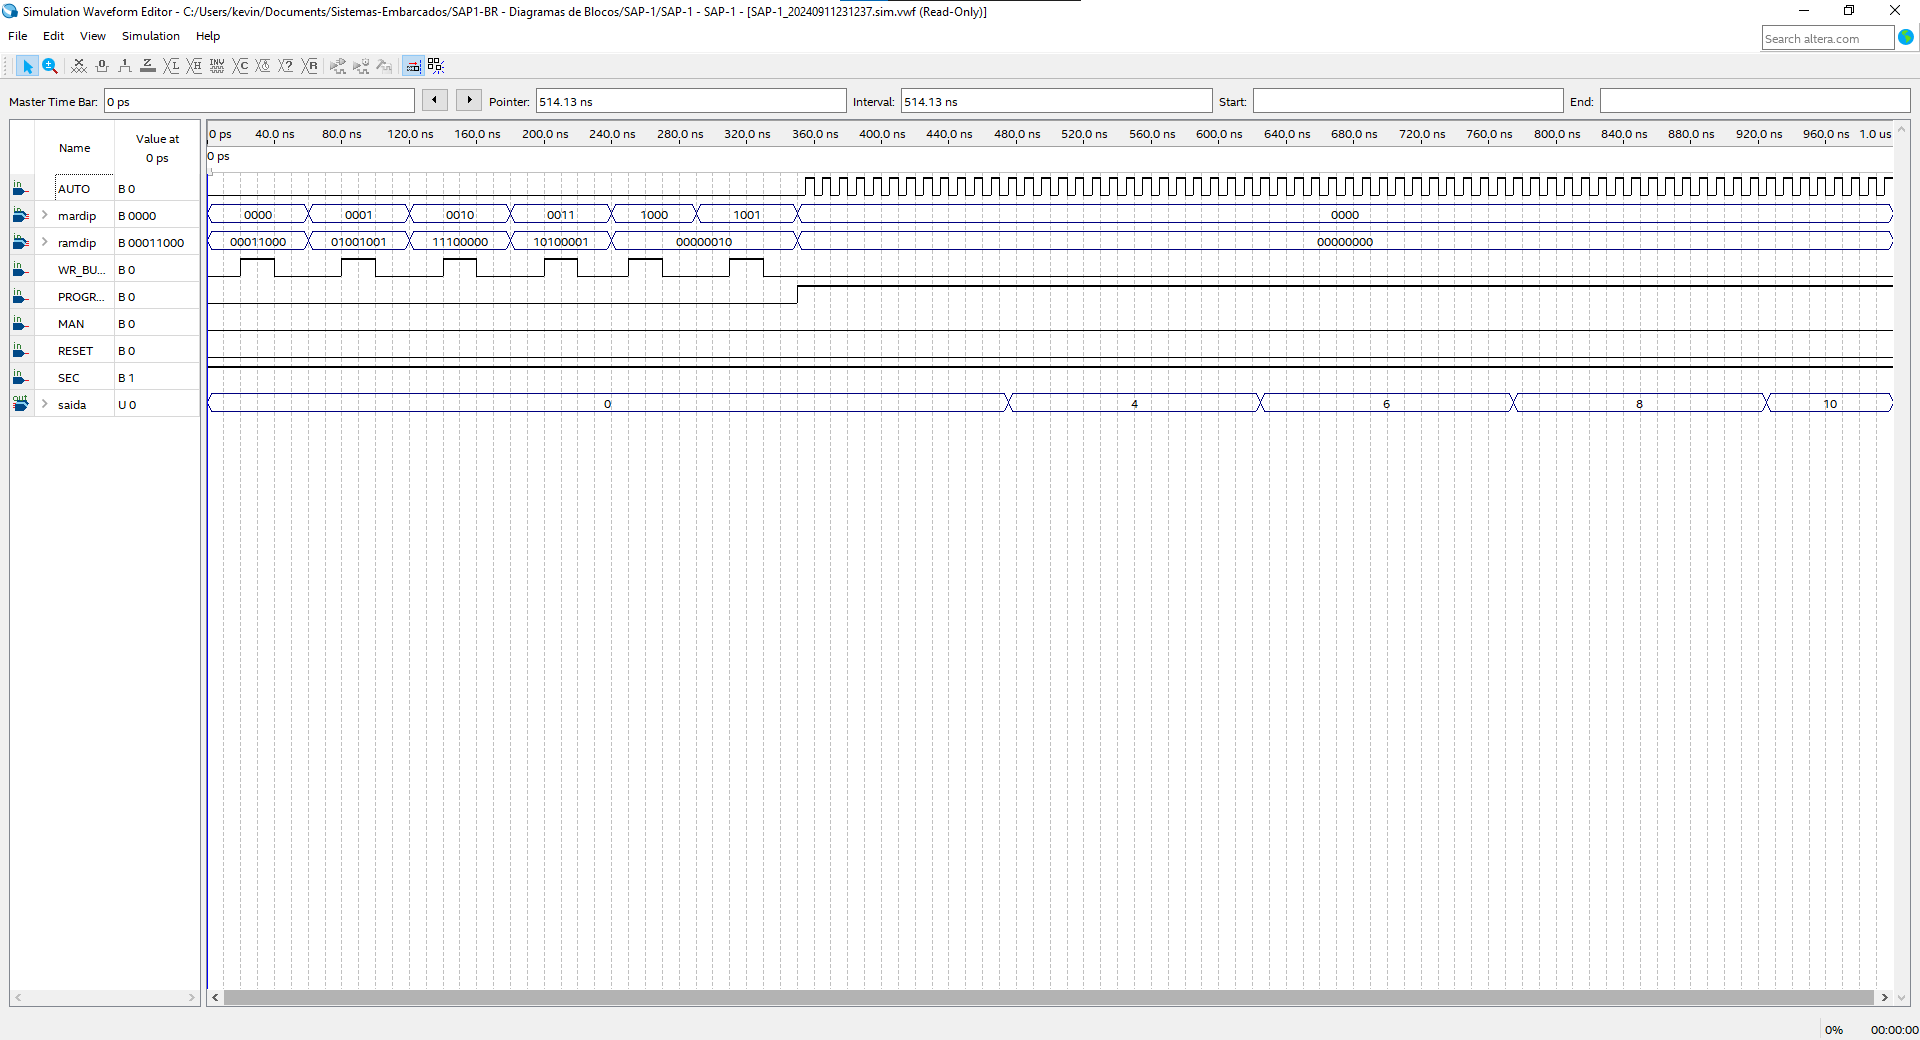 Simulation Waveform Editor - C:/Users/kevin/Documents/Sistemas-Embarcados/SAP1-BR - Diagramas de Blocos/SAP-1/SAP-1 - SAP-1 - [SAP-1_20240911231237.sim.vwf (Read-Only)]
File Edit View Simulation Help
Search altera.com
Master Time Bar: 0 ps Pointer: 514.13 ns Interval: 514.13 ns Start: End:
Name Value at 0 ps
0 ps 40.0 ns 80.0 ns 120.0 ns 160.0 ns 200.0 ns 240.0 ns 280.0 ns 320.0 ns 360.0 ns 400.0 ns 440.0 ns 480.0 ns 520.0 ns 560.0 ns 600.0 ns 640.0 ns 680.0 ns 720.0 ns 760.0 ns 800.0 ns 840.0 ns 880.0 ns 920.0 ns 960.0 ns 1.0 us
0 ps
in AUTO B 0
in mardip B 0000 0000 0001 0010 0011 1000 1001 0000
in ramdip B 00011000 00011000 01001001 11100000 10100001 00000010 00000000
in WR_BU... B 0
in PROGR... B 0
in MAN B 0
in RESET B 0
in SEC B 1
out saida U 0 0 4 6 8 10
0% 00:00:00